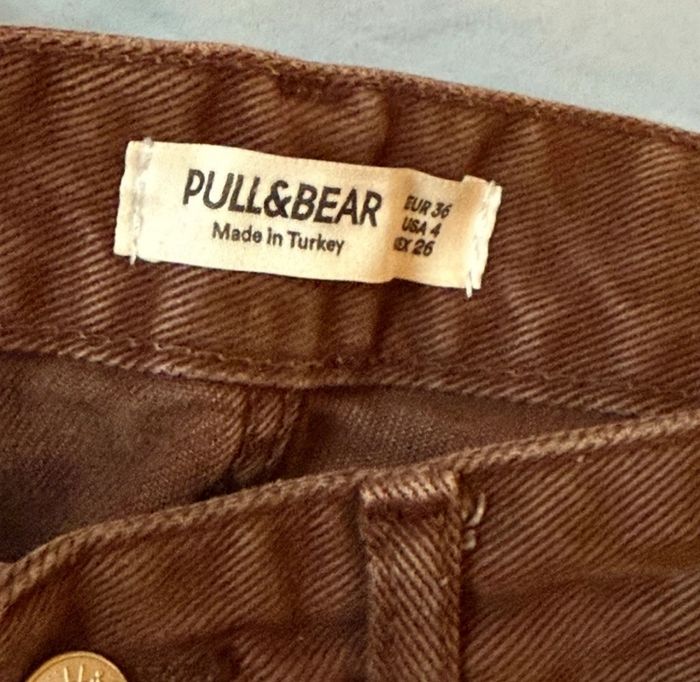 PULL&BEAR
Made in Turkey
EUR 36
USA 4
MEX 26